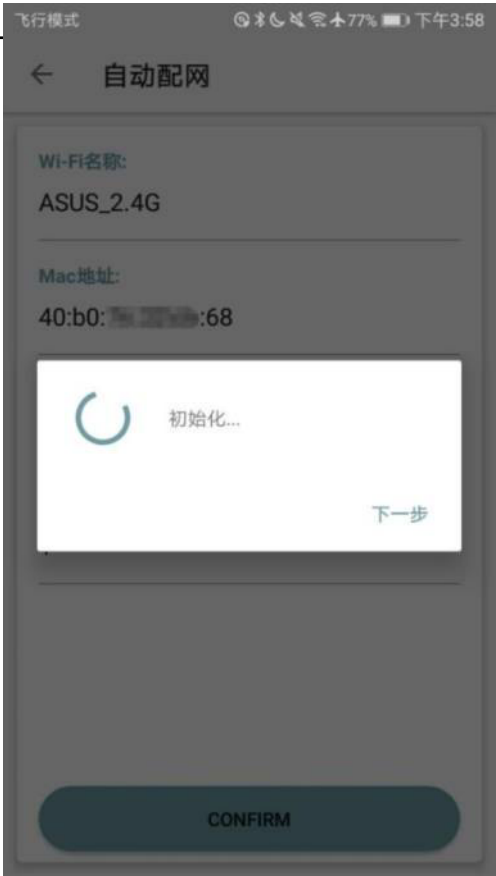 飞行模式 77% 下午3:58
自动配网
Wi-Fi名称:
ASUS_2.4G
Mac地址:
40:b0: :68
初始化...
下一步
CONFIRM